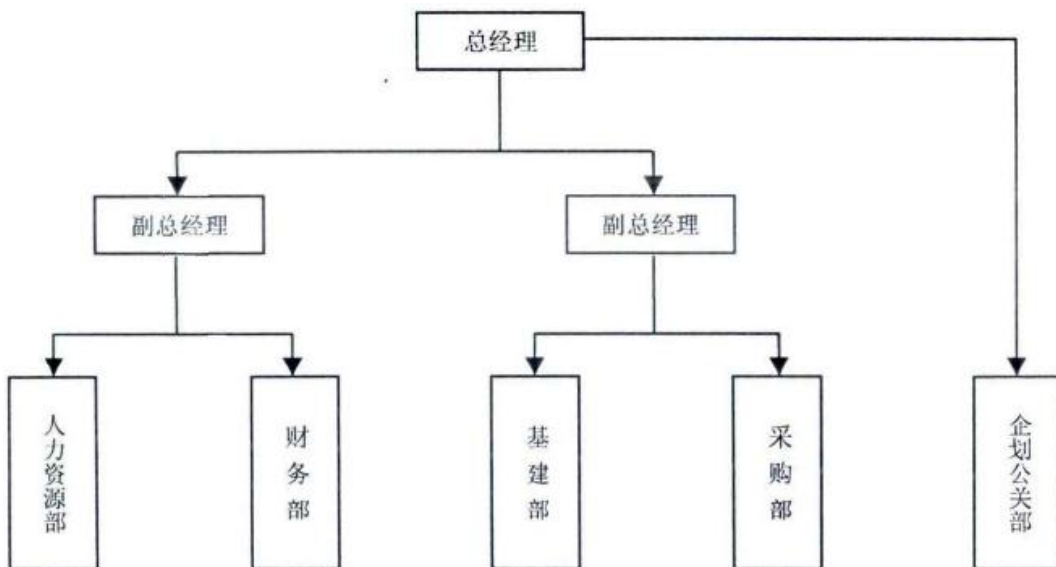 总经理
副总经理
副总经理
人力资源部
财务部
基建部
采购部
企划公关部